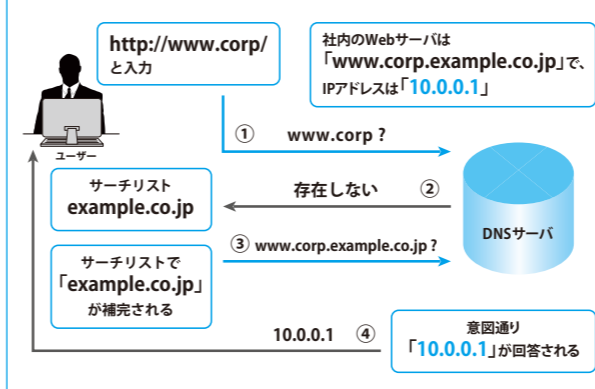 http://www.corp/
と入力
社内のWebサーバは
「www.corp.example.co.jp」で、
IPアドレスは「10.0.0.1」
ユーザー
① www.corp ?
サーチリスト
example.co.jp
存在しない ②
DNSサーバ
③ www.corp.example.co.jp ?
サーチリストで
「example.co.jp」
が補完される
10.0.0.1 ④
意図通り
「10.0.0.1」が回答される